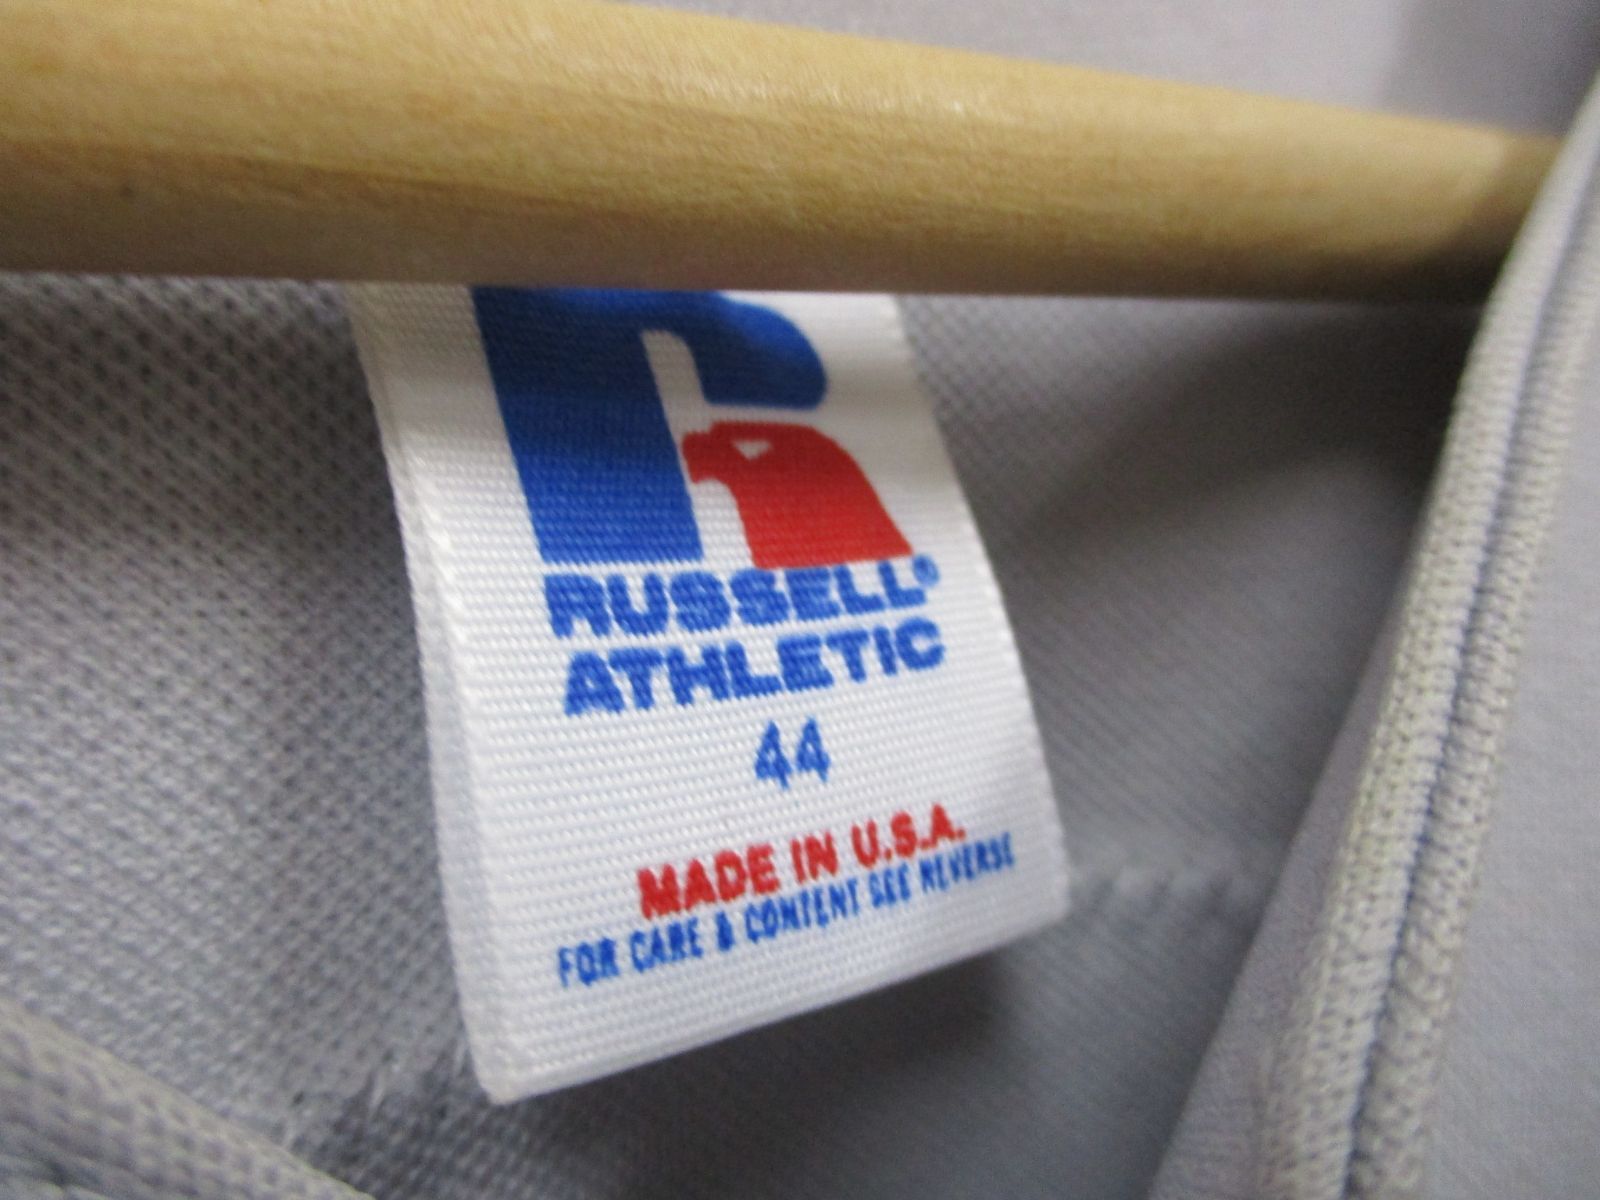 RUSSELL®
ATHLETIC
44
MADE IN U.S.A.
FOR CARE & CONTENT SEE REVERSE